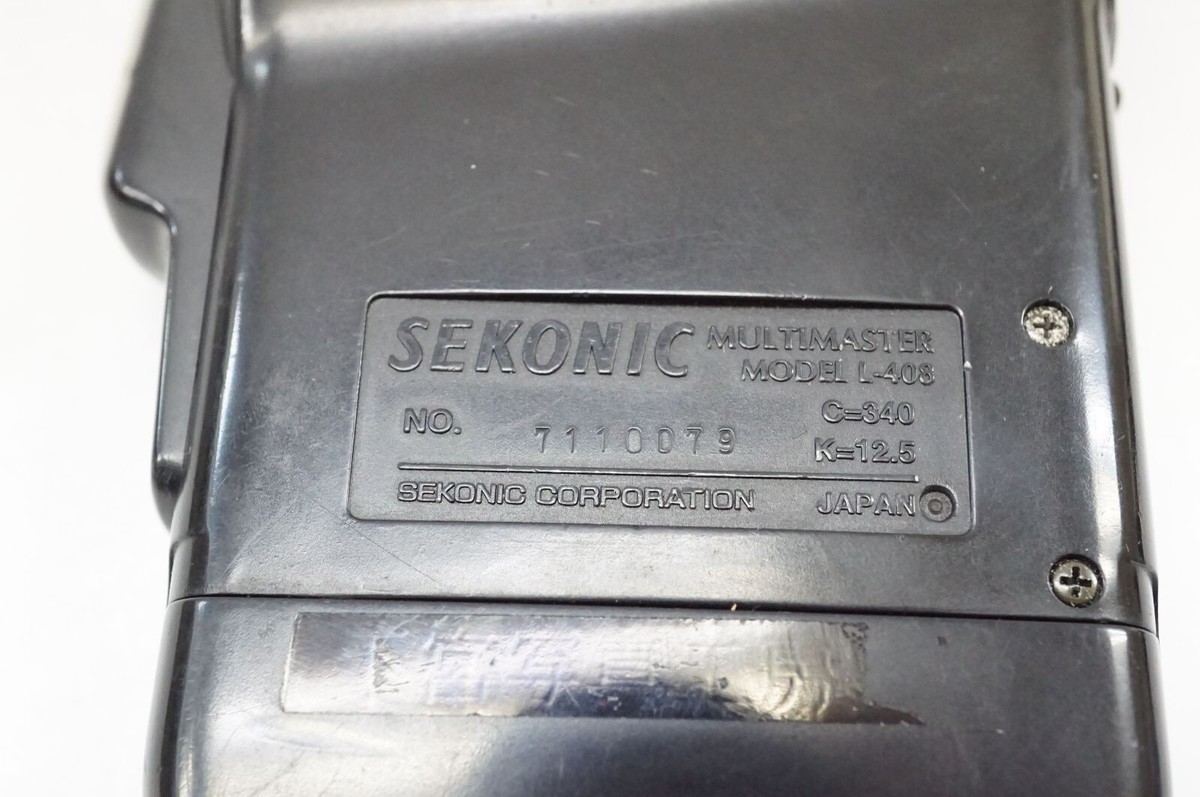 SEKONIC MULTIMASTER
MODEL L-408
C=340
NO. 7110079
K=12.5
SEKONIC CORPORATION JAPAN